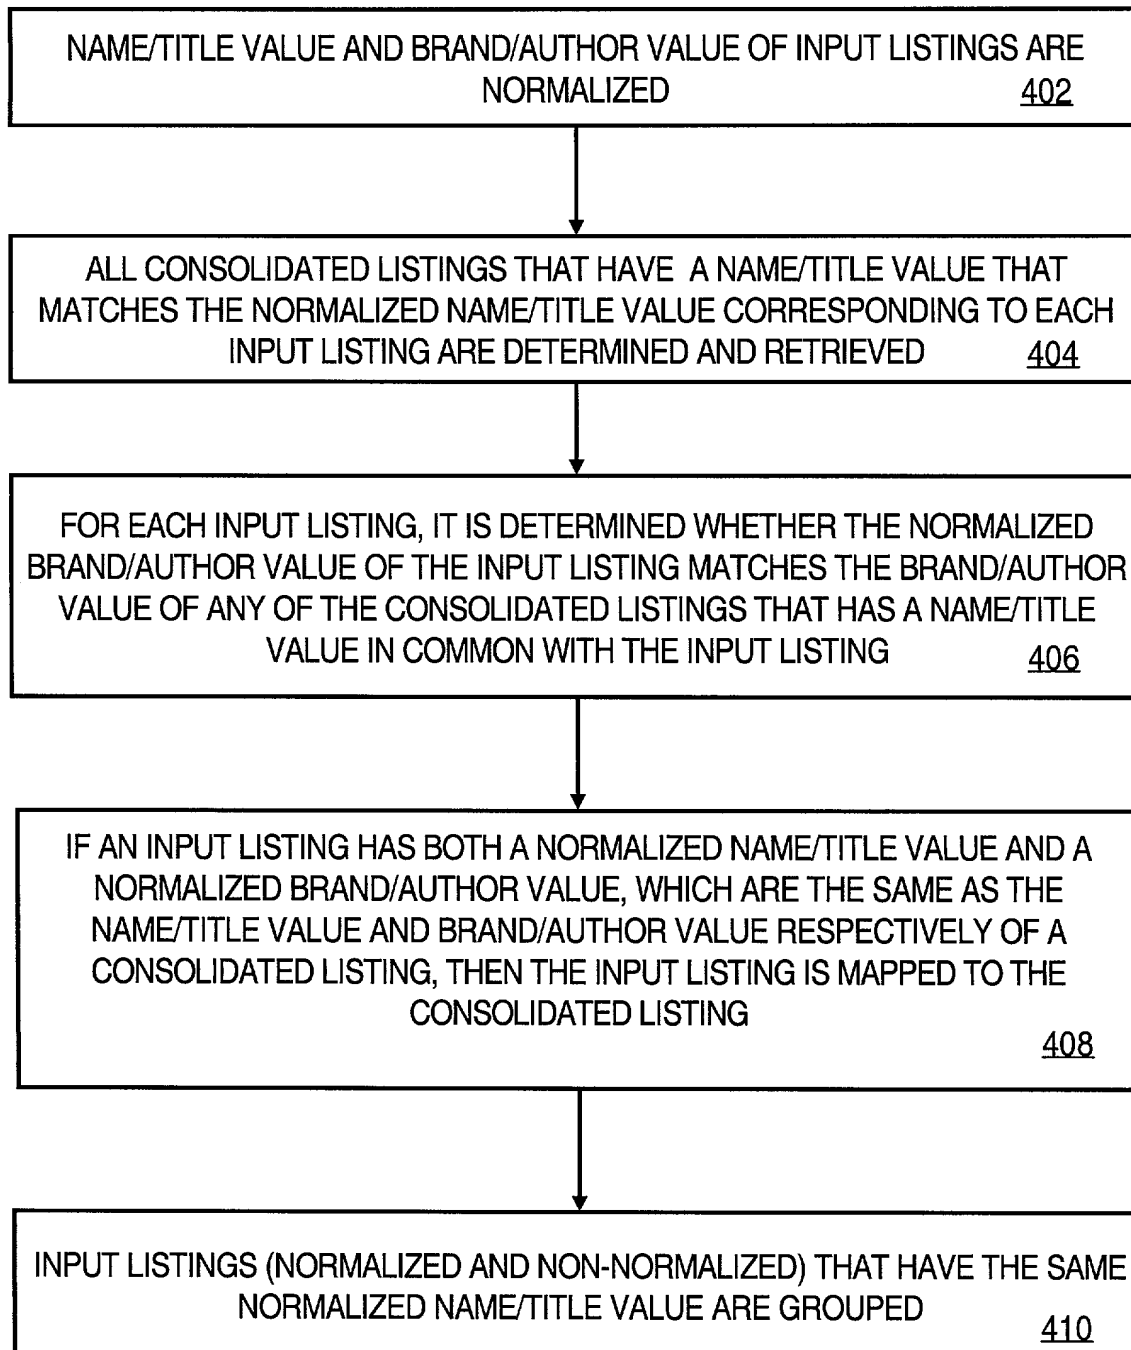 NAME/TITLE VALUE AND BRAND/AUTHOR VALUE OF INPUT LISTINGS ARE
NORMALIZED 402
ALL CONSOLIDATED LISTINGS THAT HAVE A NAME/TITLE VALUE THAT
MATCHES THE NORMALIZED NAME/TITLE VALUE CORRESPONDING TO EACH
INPUT LISTING ARE DETERMINED AND RETRIEVED 404
FOR EACH INPUT LISTING, IT IS DETERMINED WHETHER THE NORMALIZED
BRAND/AUTHOR VALUE OF THE INPUT LISTING MATCHES THE BRAND/AUTHOR
VALUE OF ANY OF THE CONSOLIDATED LISTINGS THAT HAS A NAME/TITLE
VALUE IN COMMON WITH THE INPUT LISTING 406
IF AN INPUT LISTING HAS BOTH A NORMALIZED NAME/TITLE VALUE AND A
NORMALIZED BRAND/AUTHOR VALUE, WHICH ARE THE SAME AS THE
NAME/TITLE VALUE AND BRAND/AUTHOR VALUE RESPECTIVELY OF A
CONSOLIDATED LISTING, THEN THE INPUT LISTING IS MAPPED TO THE
CONSOLIDATED LISTING
408
INPUT LISTINGS (NORMALIZED AND NON-NORMALIZED) THAT HAVE THE SAME
NORMALIZED NAME/TITLE VALUE ARE GROUPED
410